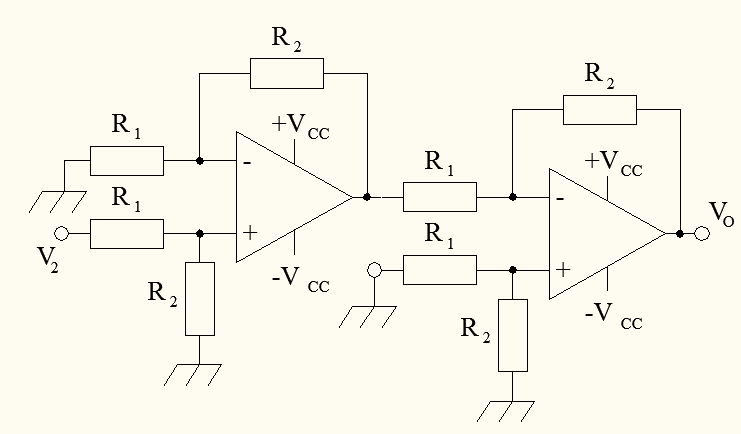 R2
R2
+VCC
R1
-
+VCC
R1
-
R1
R1
+
VO
V2
+
-VCC
R2
-VCC
R2